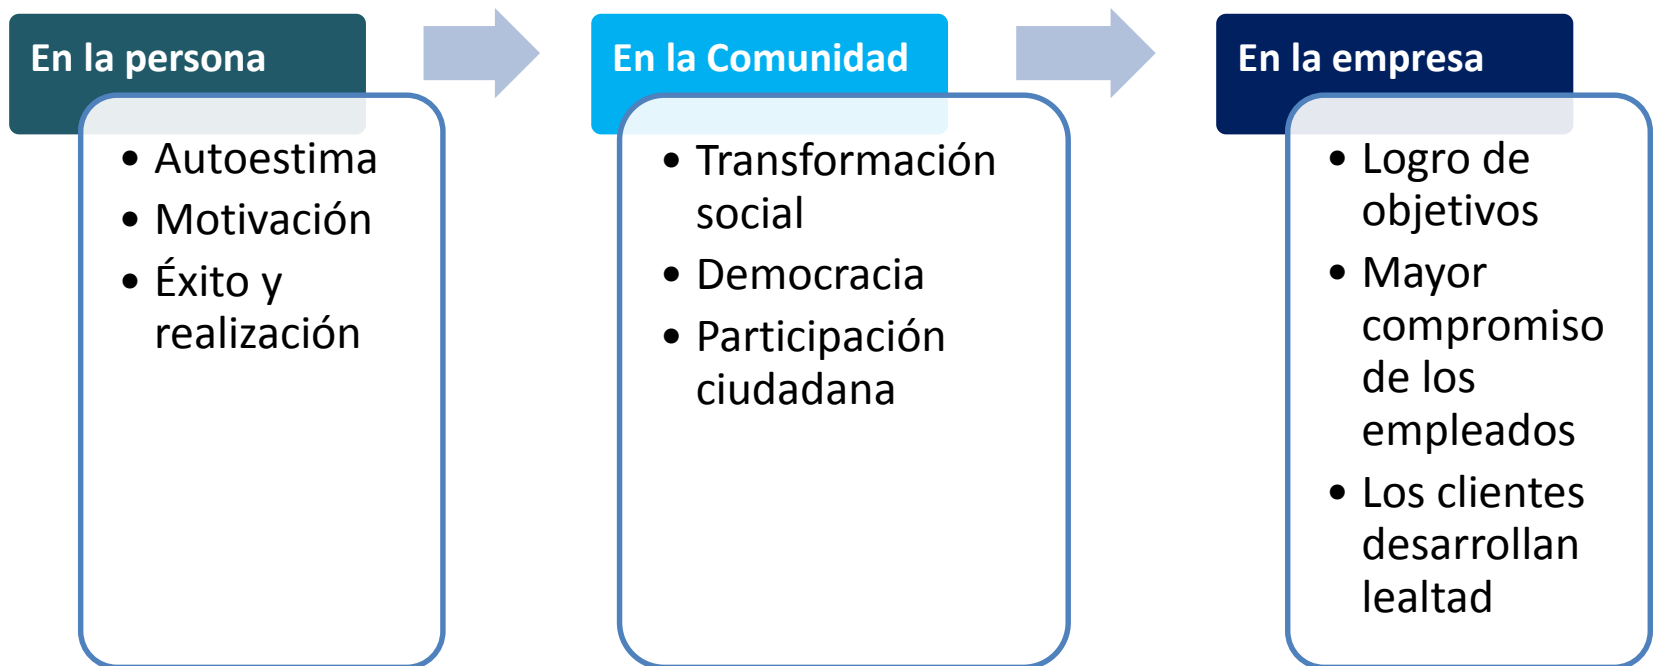 En la persona
• Autoestima
• Motivación
• Éxito y
realización
En la Comunidad
• Transformación
social
• Democracia
• Participación
ciudadana
En la empresa
• Logro de
objetivos
• Mayor
compromiso
de los
empleados
• Los clientes
desarrollan
lealtad